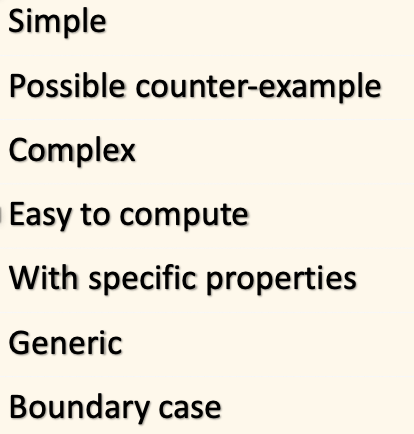 Simple
Possible counter-example
Complex
Easy to compute
With specific properties
Generic
Boundary case